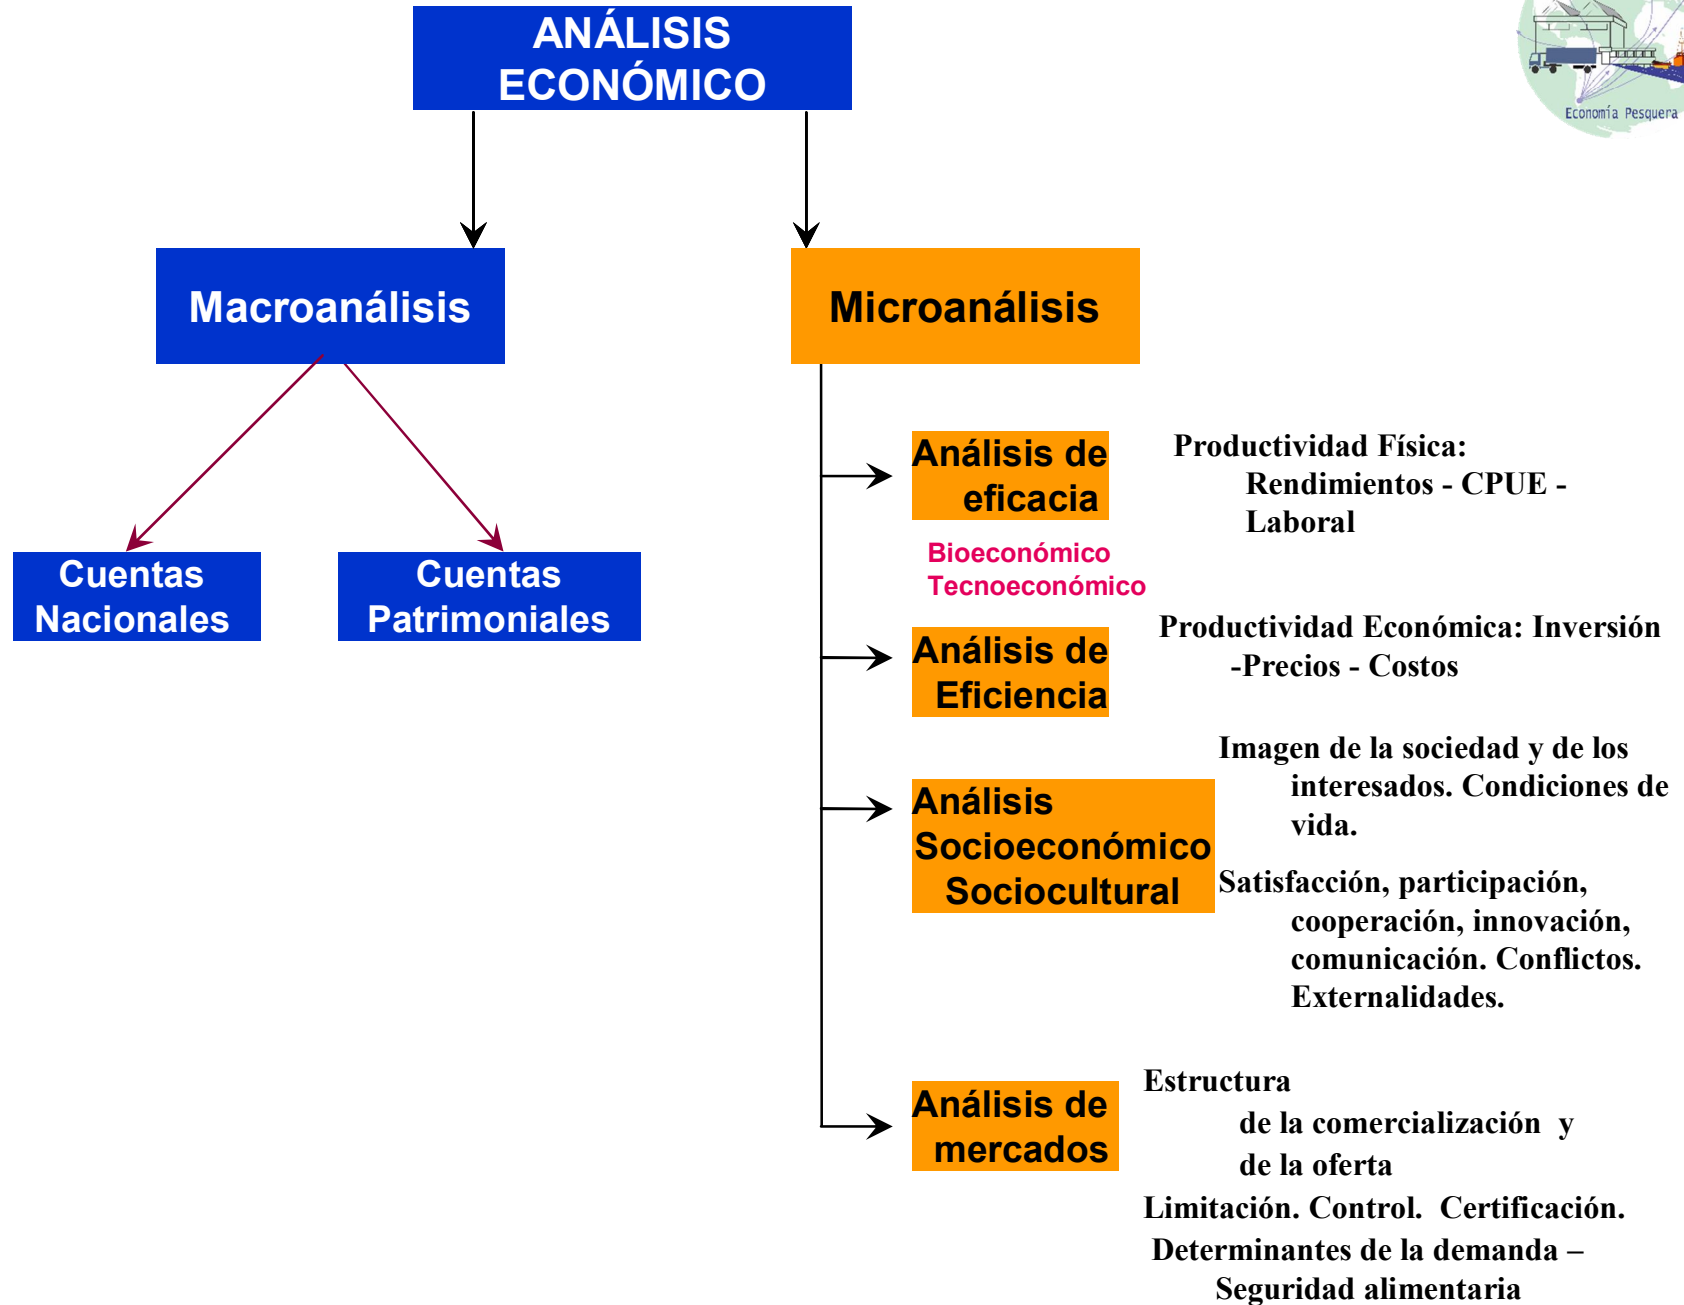 ANÁLISIS
ECONÓMICO
Economía Pesquera
Macroanálisis
Microanálisis
Cuentas
Nacionales
Cuentas
Patrimoniales
Análisis de
eficacia
Productividad Física:
Rendimientos - CPUE -
Laboral
Bioeconómico
Tecnoeconómico
Análisis de
Eficiencia
Productividad Económica: Inversión
-Precios - Costos
Análisis
Socioeconómico
Sociocultural
Imagen de la sociedad y de los
interesados. Condiciones de
vida.
Satisfacción, participación,
cooperación, innovación,
comunicación. Conflictos.
Externalidades.
Análisis de
mercados
Estructura
de la comercialización y
de la oferta
Limitación. Control. Certificación.
Determinantes de la demanda –
Seguridad alimentaria